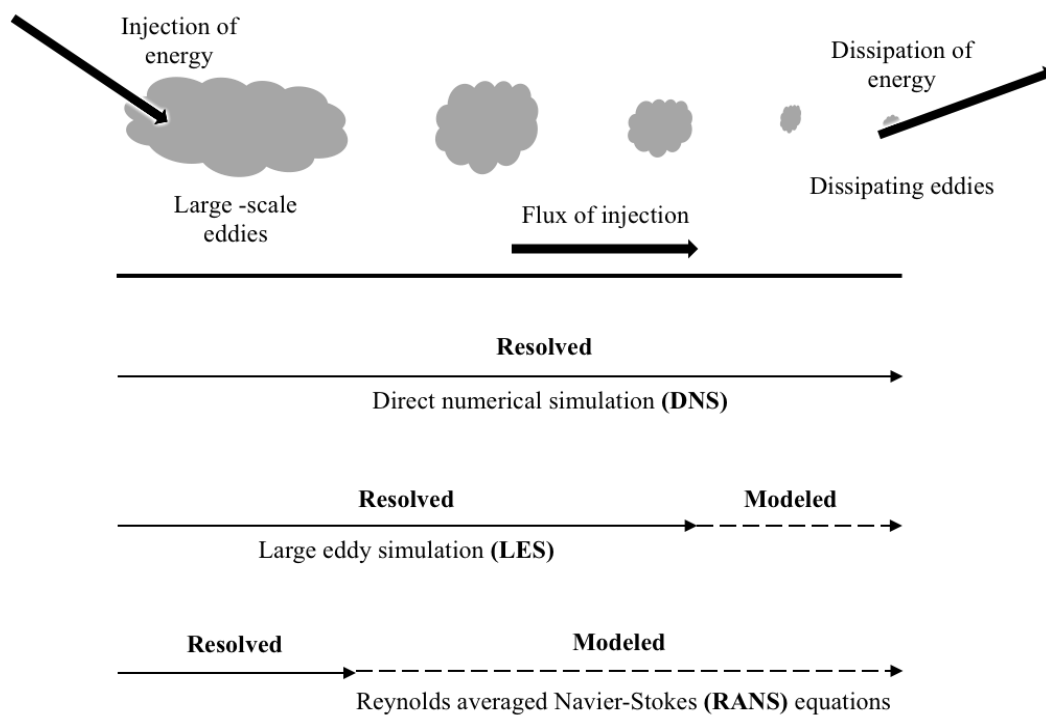 Injection of
energy
Dissipation of
energy
Large -scale
eddies
Flux of injection
Dissipating eddies
Resolved
Direct numerical simulation (DNS)
Resolved
Modeled
Large eddy simulation (LES)
Resolved
Modeled
Reynolds averaged Navier-Stokes (RANS) equations